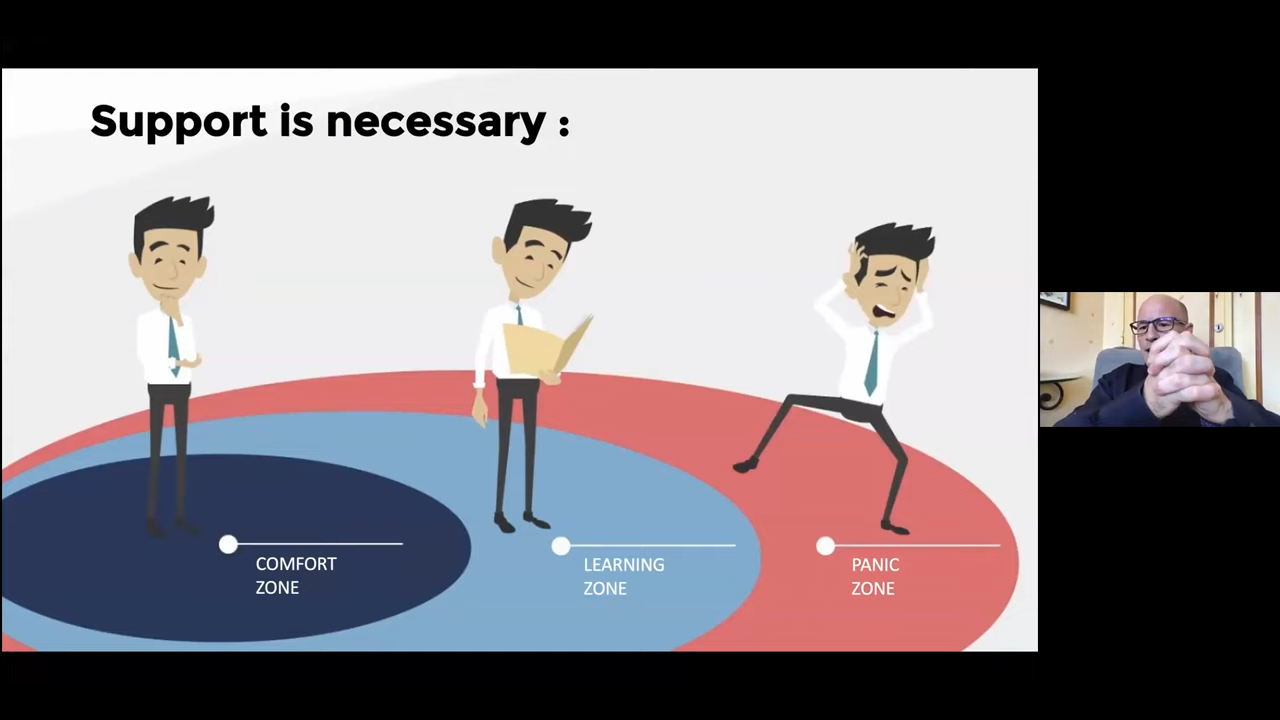 Support is necessary :
COMFORT
ZONE
LEARNING
ZONE
PANIC
ZONE